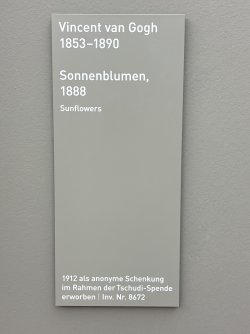 Vincent van Gogh
1853–1890
Sonnenblumen,
1888
Sunflowers
1912 als anonyme Schenkung
im Rahmen der Tschudi-Spende
erworben | Inv. Nr. 8672